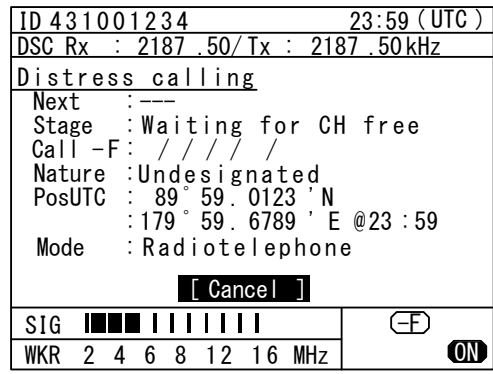 ID 431001234 23:59 (UTC)
DSC Rx : 2187.50/Tx : 2187.50kHz
Distress calling
Next :---
Stage :Waiting for CH free
Call -F: / / / / /
Nature :Undesignated
PosUTC : 89°59.0123'N
:179°59.6789'E @23:59
Mode :Radiotelephone
[ Cancel ]
SIG
-F
WKR 2 4 6 8 12 16 MHz
ON